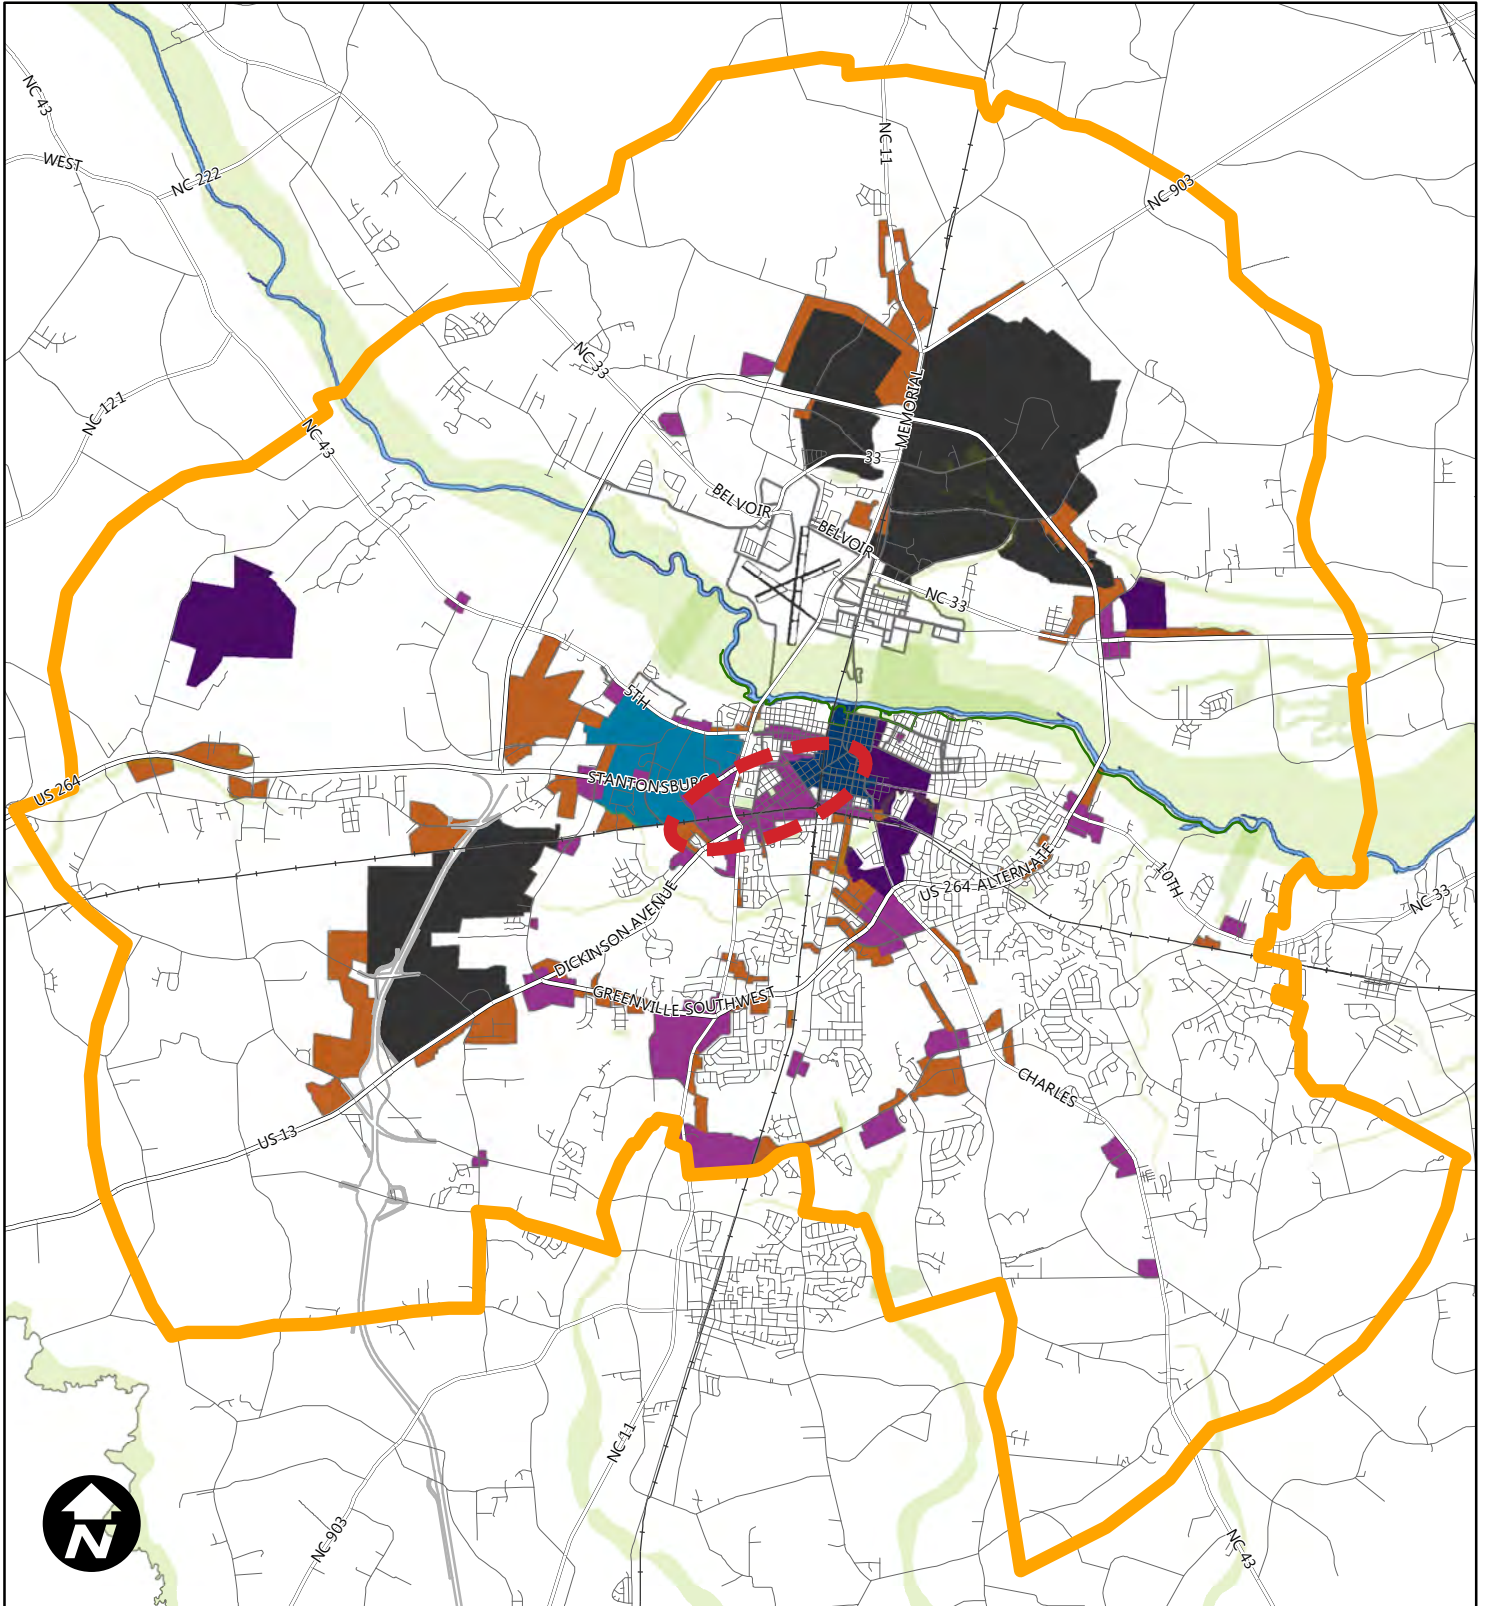 NC 11
NC 43
WEST
NC 222
NC 903
NC 33
MEMORIAL
NC 121
NC 43
33
BELVOIR
BELVOIR
NC 33
5TH
STANTONSBURG
US 264
US 264 ALTERNATE
10TH
NC 33
DICKINSON AVENUE
GREENVILLE SOUTHWEST
CHARLES
US 13
NC 11
NC 903
NC 43
N